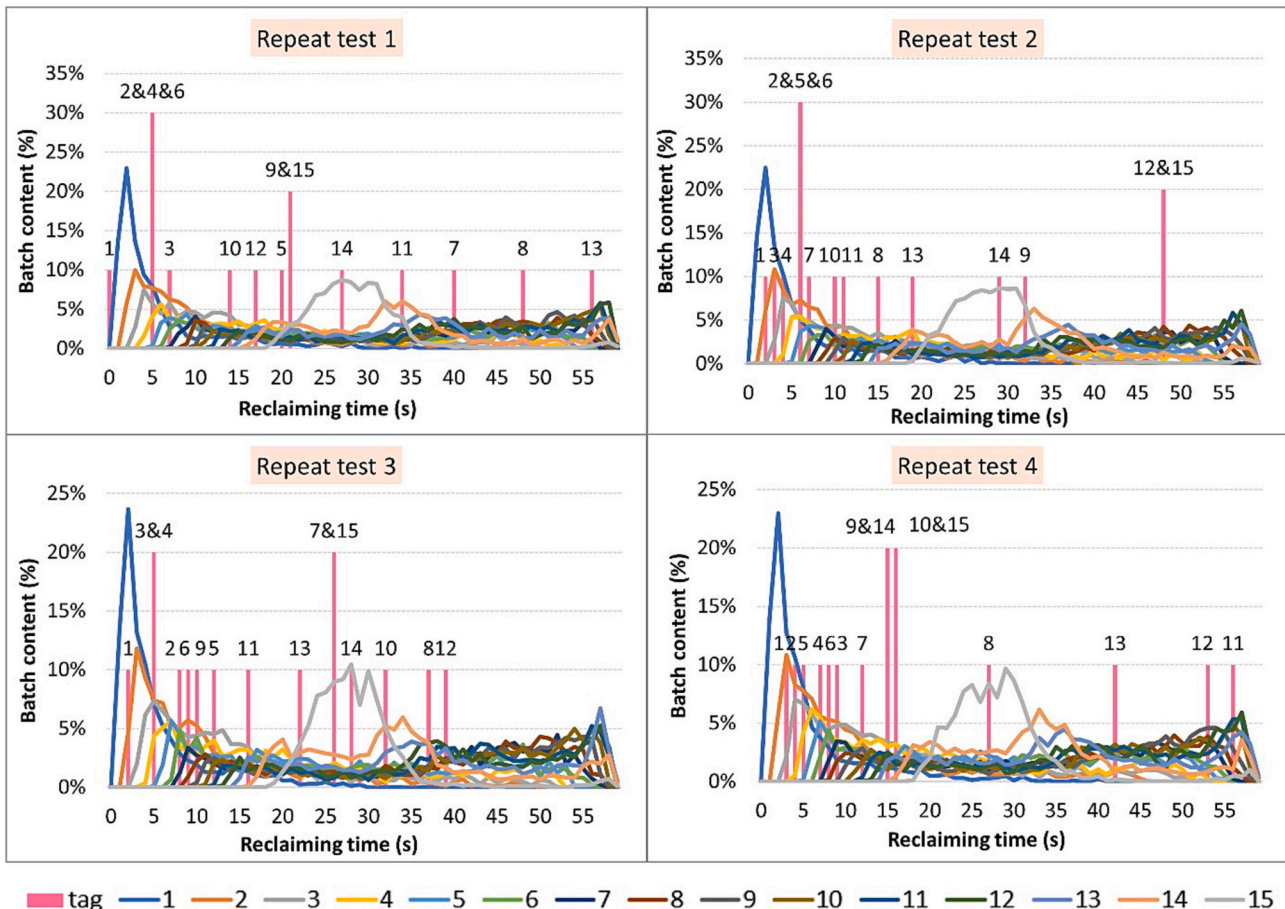 Repeat test 1
35%
30%
25%
20%
15%
10%
5%
0%
Batch content (%)
2&4&6
9&15
1 3 10 12 5 14 11 7 8 13
0 5 10 15 20 25 30 35 40 45 50 55
Reclaiming time (s)
Repeat test 2
35%
30%
25%
20%
15%
10%
5%
0%
Batch content (%)
2&5&6
12&15
1 3 4 7 10 11 8 13 14 9
0 5 10 15 20 25 30 35 40 45 50 55
Reclaiming time (s)
Repeat test 3
25%
20%
15%
10%
5%
0%
Batch content (%)
3&4 7&15
1 2 6 9 5 11 13 14 10 8 12
0 5 10 15 20 25 30 35 40 45 50 55
Reclaiming time (s)
Repeat test 4
25%
20%
15%
10%
5%
0%
Batch content (%)
9&14 10&15
1 2 5 4 6 3 7 8 13 12 11
0 5 10 15 20 25 30 35 40 45 50 55
Reclaiming time (s)
tag 1 2 3 4 5 6 7 8 9 10 11 12 13 14 15